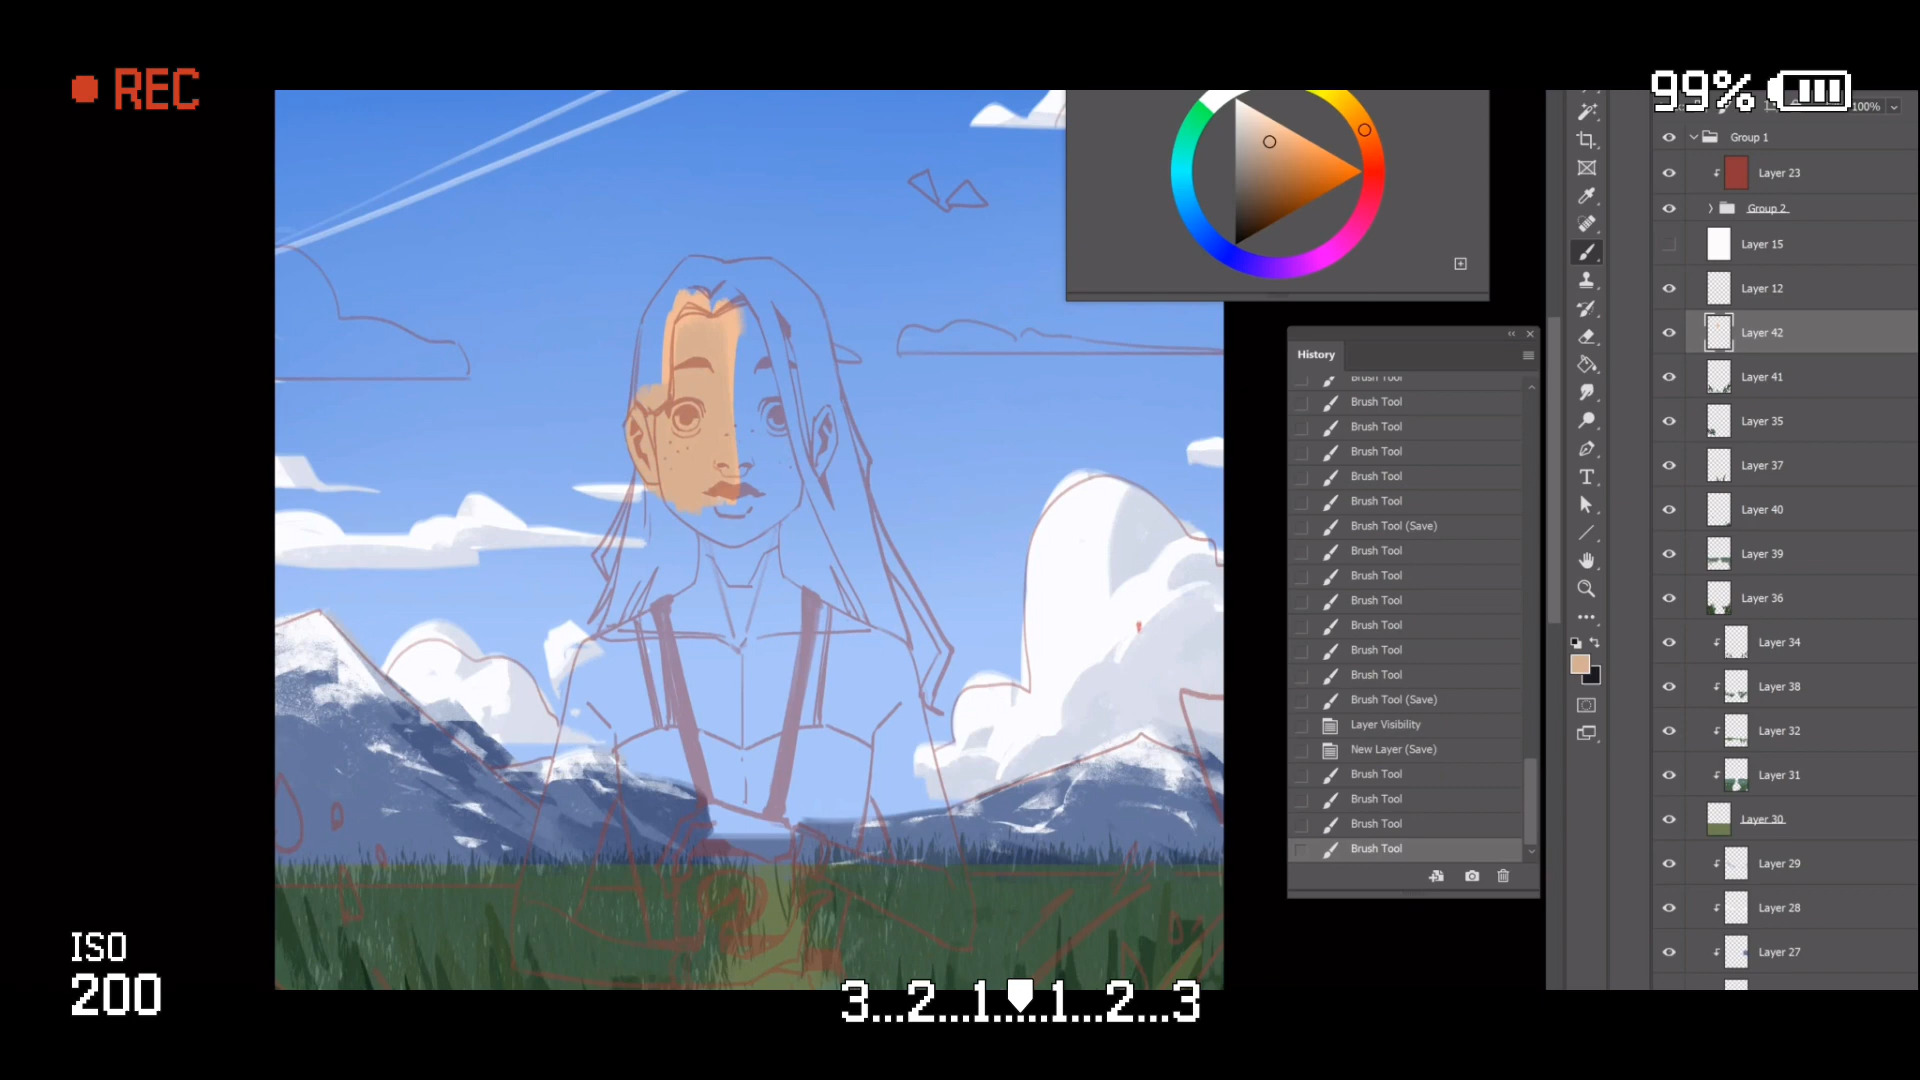 REC
99%
100%
Group 1
Layer 23
Group 2
Layer 15
Layer 12
Layer 42
Layer 41
Layer 35
Layer 37
Layer 40
Layer 39
Layer 36
Layer 34
Layer 38
Layer 32
Layer 31
Layer 30
Layer 29
Layer 28
Layer 27
History
Brush Tool
Brush Tool
Brush Tool
Brush Tool
Brush Tool
Brush Tool
Brush Tool (Save)
Brush Tool
Brush Tool
Brush Tool
Brush Tool
Brush Tool
Brush Tool
Brush Tool (Save)
Layer Visibility
New Layer (Save)
Brush Tool
Brush Tool
Brush Tool
Brush Tool
ISO
200
3...2...1...1...2...3